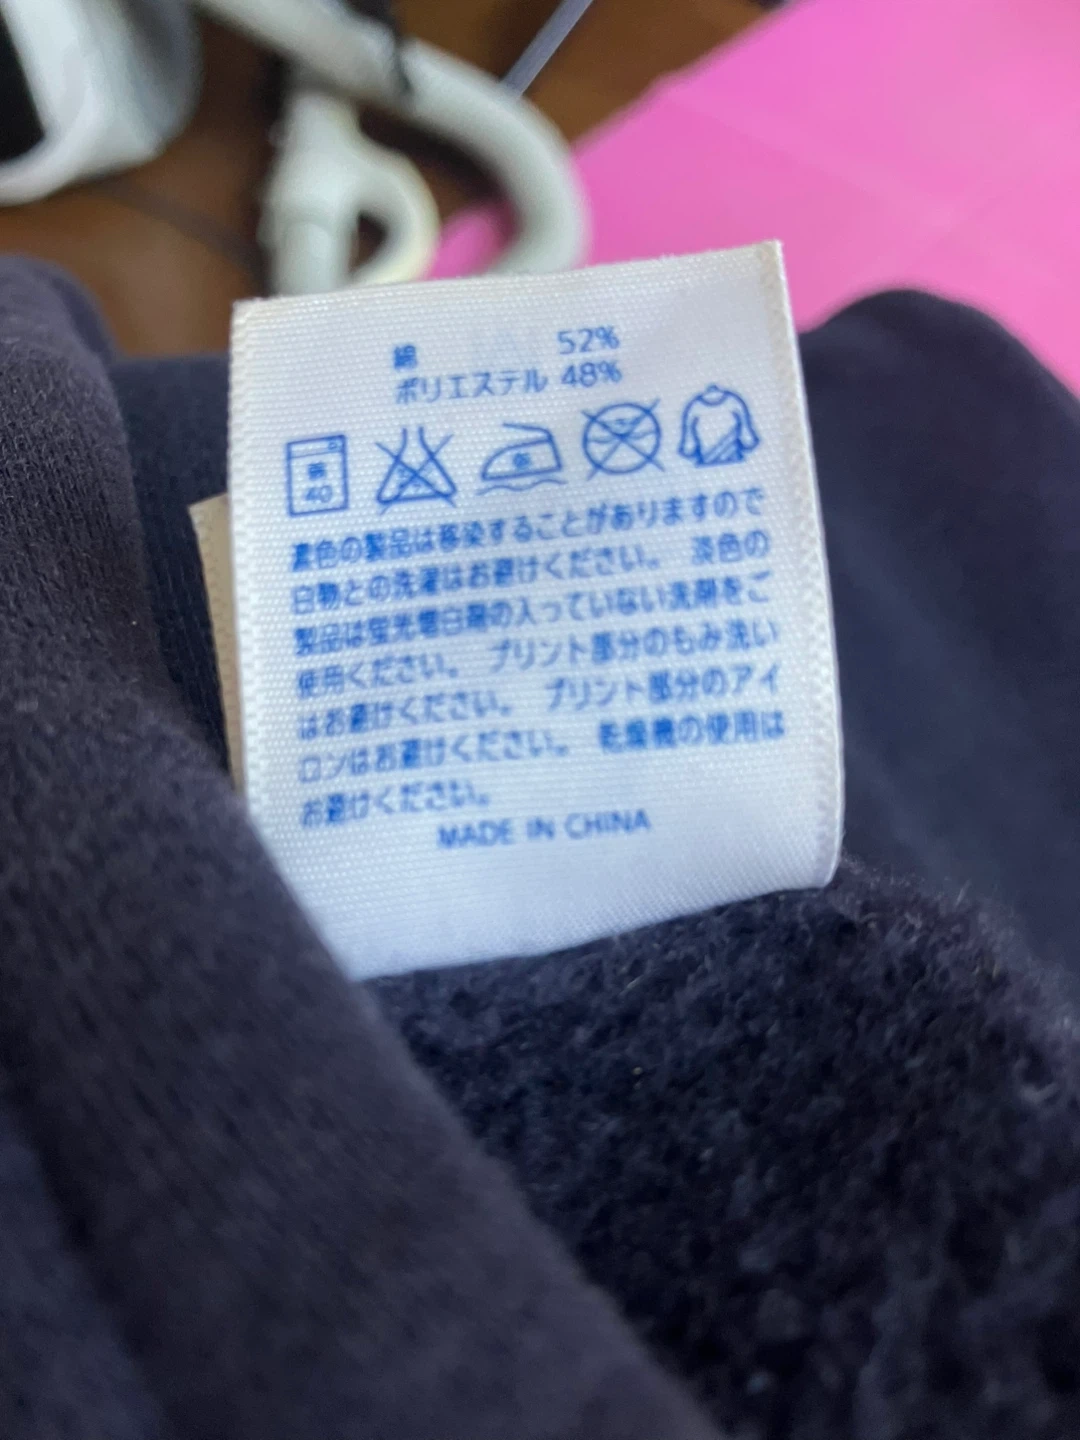 綿 52%
ポリエステル 48%
弱
40
低
濃色の製品は移染することがありますので
白物との洗濯はお避けください。 淡色の
製品は蛍光増白剤の入っていない洗剤をご
使用ください。 プリント部分のもみ洗い
はお避けください。 プリント部分のアイ
ロンはお避けください。 乾燥機の使用は
お避けください。
MADE IN CHINA